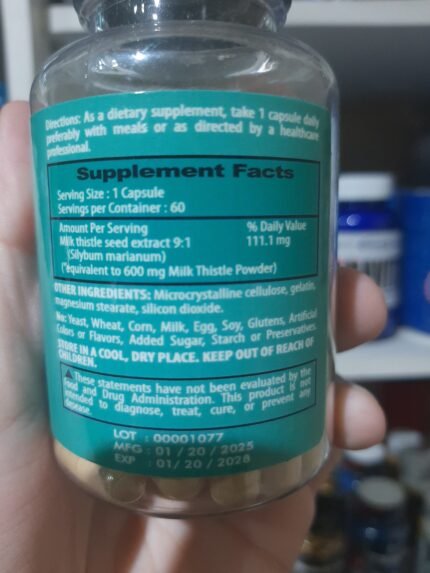 Directions: As a dietary supplement, take 1 capsule daily
preferably with meals or as directed by a healthcare
professional.
Supplement Facts
Serving Size : 1 Capsule
Servings per Container : 60
Amount Per Serving % Daily Value
Milk thistle seed extract 9:1 111.1 mg
(Silybum marianum)
(*equivalent to 600 mg Milk Thistle Powder)
OTHER INGREDIENTS: Microcrystalline cellulose, gelatin,
magnesium stearate, silicon dioxide.
No: Yeast, Wheat, Corn, Milk, Egg, Soy, Glutens, Artificial
Colors or Flavors, Added Sugar, Starch or Preservatives
STORE IN A COOL, DRY PLACE. KEEP OUT OF REACH OF
CHILDREN.
These statements have not been evaluated by the
Food and Drug Administration. This product is not
intended to diagnose, treat, cure, or prevent any
disease.
LOT : 00001077
MFG : 01 / 20 / 2025
EXP : 01 / 20 / 2028